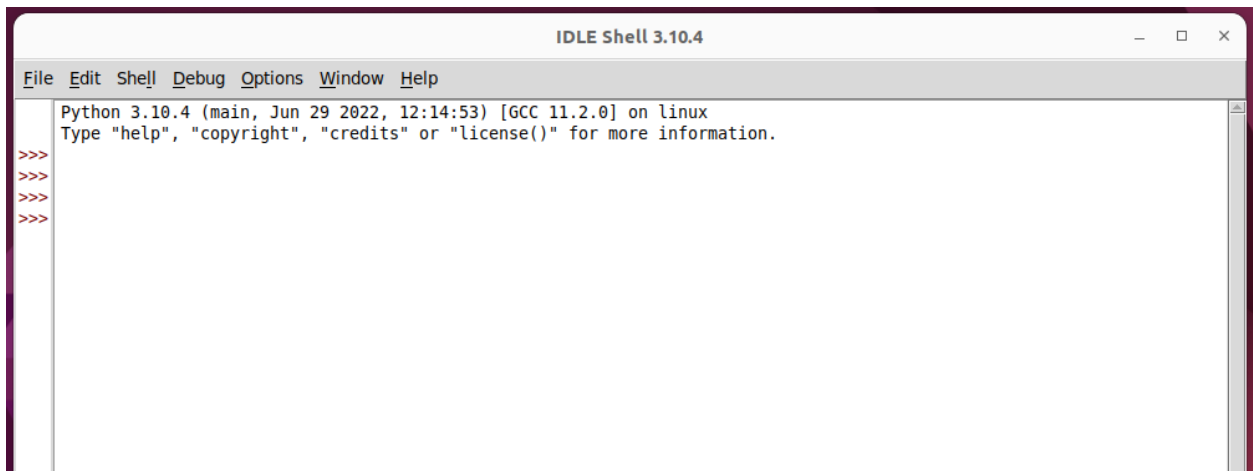 IDLE Shell 3.10.4
File Edit Shell Debug Options Window Help
Python 3.10.4 (main, Jun 29 2022, 12:14:53) [GCC 11.2.0] on linux
Type "help", "copyright", "credits" or "license()" for more information.
>>>
>>>
>>>
>>>